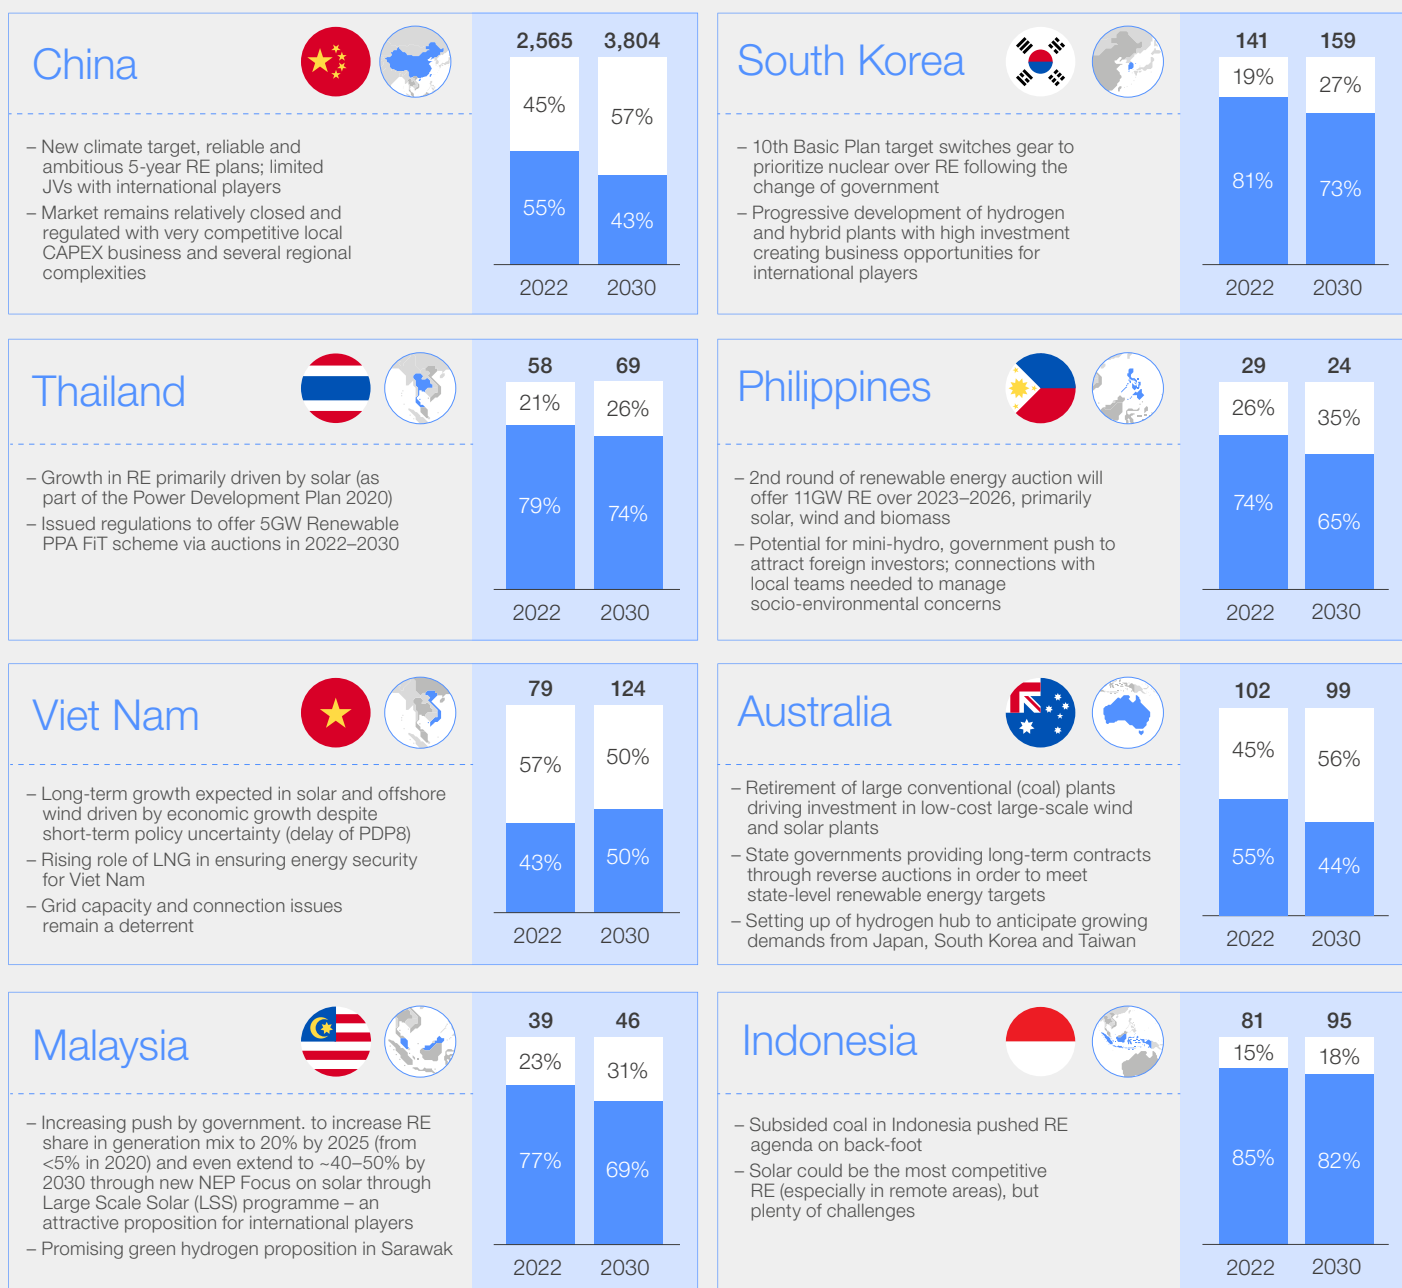 China
2,565 3,804
45%
57%
55%
43%
2022 2030
– New climate target, reliable and
ambitious 5-year RE plans; limited
JVs with international players
– Market remains relatively closed and
regulated with very competitive local
CAPEX business and several regional
complexities
South Korea
141 159
19%
27%
81%
73%
2022 2030
– 10th Basic Plan target switches gear to
prioritize nuclear over RE following the
change of government
– Progressive development of hydrogen
and hybrid plants with high investment
creating business opportunities for
international players
Thailand
58 69
21%
26%
79%
74%
2022 2030
– Growth in RE primarily driven by solar (as
part of the Power Development Plan 2020)
– Issued regulations to offer 5GW Renewable
PPA FiT scheme via auctions in 2022–2030
Philippines
29 24
26%
35%
74%
65%
2022 2030
– 2nd round of renewable energy auction will
offer 11GW RE over 2023–2026, primarily
solar, wind and biomass
– Potential for mini-hydro, government push to
attract foreign investors; connections with
local teams needed to manage
socio-environmental concerns
Viet Nam
79 124
57%
50%
43%
50%
2022 2030
– Long-term growth expected in solar and offshore
wind driven by economic growth despite
short-term policy uncertainty (delay of PDP8)
– Rising role of LNG in ensuring energy security
for Viet Nam
– Grid capacity and connection issues
remain a deterrent
Australia
102 99
45%
56%
55%
44%
2022 2030
– Retirement of large conventional (coal) plants
driving investment in low-cost large-scale wind
and solar plants
– State governments providing long-term contracts
through reverse auctions in order to meet
state-level renewable energy targets
– Setting up of hydrogen hub to anticipate growing
demands from Japan, South Korea and Taiwan
Malaysia
39 46
23%
31%
77%
69%
2022 2030
– Increasing push by government. to increase RE
share in generation mix to 20% by 2025 (from
<5% in 2020) and even extend to ~40–50% by
2030 through new NEP Focus on solar through
Large Scale Solar (LSS) programme – an
attractive proposition for international players
– Promising green hydrogen proposition in Sarawak
Indonesia
81 95
15%
18%
85%
82%
2022 2030
– Subsided coal in Indonesia pushed RE
agenda on back-foot
– Solar could be the most competitive
RE (especially in remote areas), but
plenty of challenges